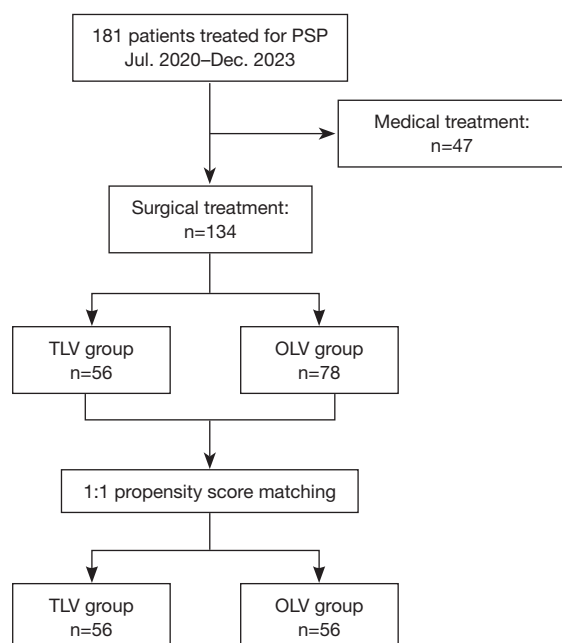 181 patients treated for PSP
Jul. 2020–Dec. 2023
Medical treatment:
n=47
Surgical treatment:
n=134
TLV group
n=56
OLV group
n=78
1:1 propensity score matching
TLV group
n=56
OLV group
n=56